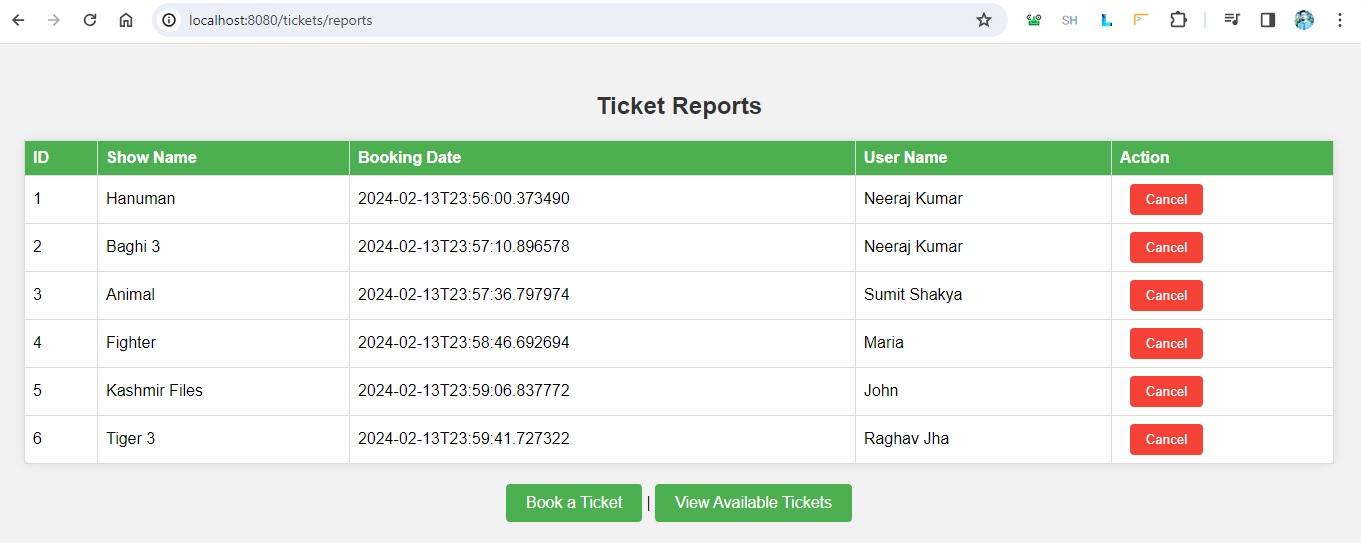 localhost:8080/tickets/reports SH
Ticket Reports
ID Show Name Booking Date User Name Action
1 Hanuman 2024-02-13T23:56:00.373490 Neeraj Kumar Cancel
2 Baghi 3 2024-02-13T23:57:10.896578 Neeraj Kumar Cancel
3 Animal 2024-02-13T23:57:36.797974 Sumit Shakya Cancel
4 Fighter 2024-02-13T23:58:46.692694 Maria Cancel
5 Kashmir Files 2024-02-13T23:59:06.837772 John Cancel
6 Tiger 3 2024-02-13T23:59:41.727322 Raghav Jha Cancel
Book a Ticket | View Available Tickets